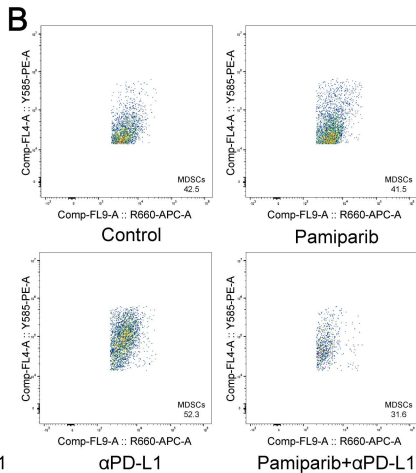 B
Comp-FL4-A :: Y585-PE-A
MDSCs
42.5
Comp-FL9-A :: R660-APC-A
Control
Comp-FL4-A :: Y585-PE-A
MDSCs
41.5
Comp-FL9-A :: R660-APC-A
Pamiparib
Comp-FL4-A :: Y585-PE-A
MDSCs
52.3
Comp-FL9-A :: R660-APC-A
αPD-L1
Comp-FL4-A :: Y585-PE-A
MDSCs
31.6
Comp-FL9-A :: R660-APC-A
Pamiparib+αPD-L1
1